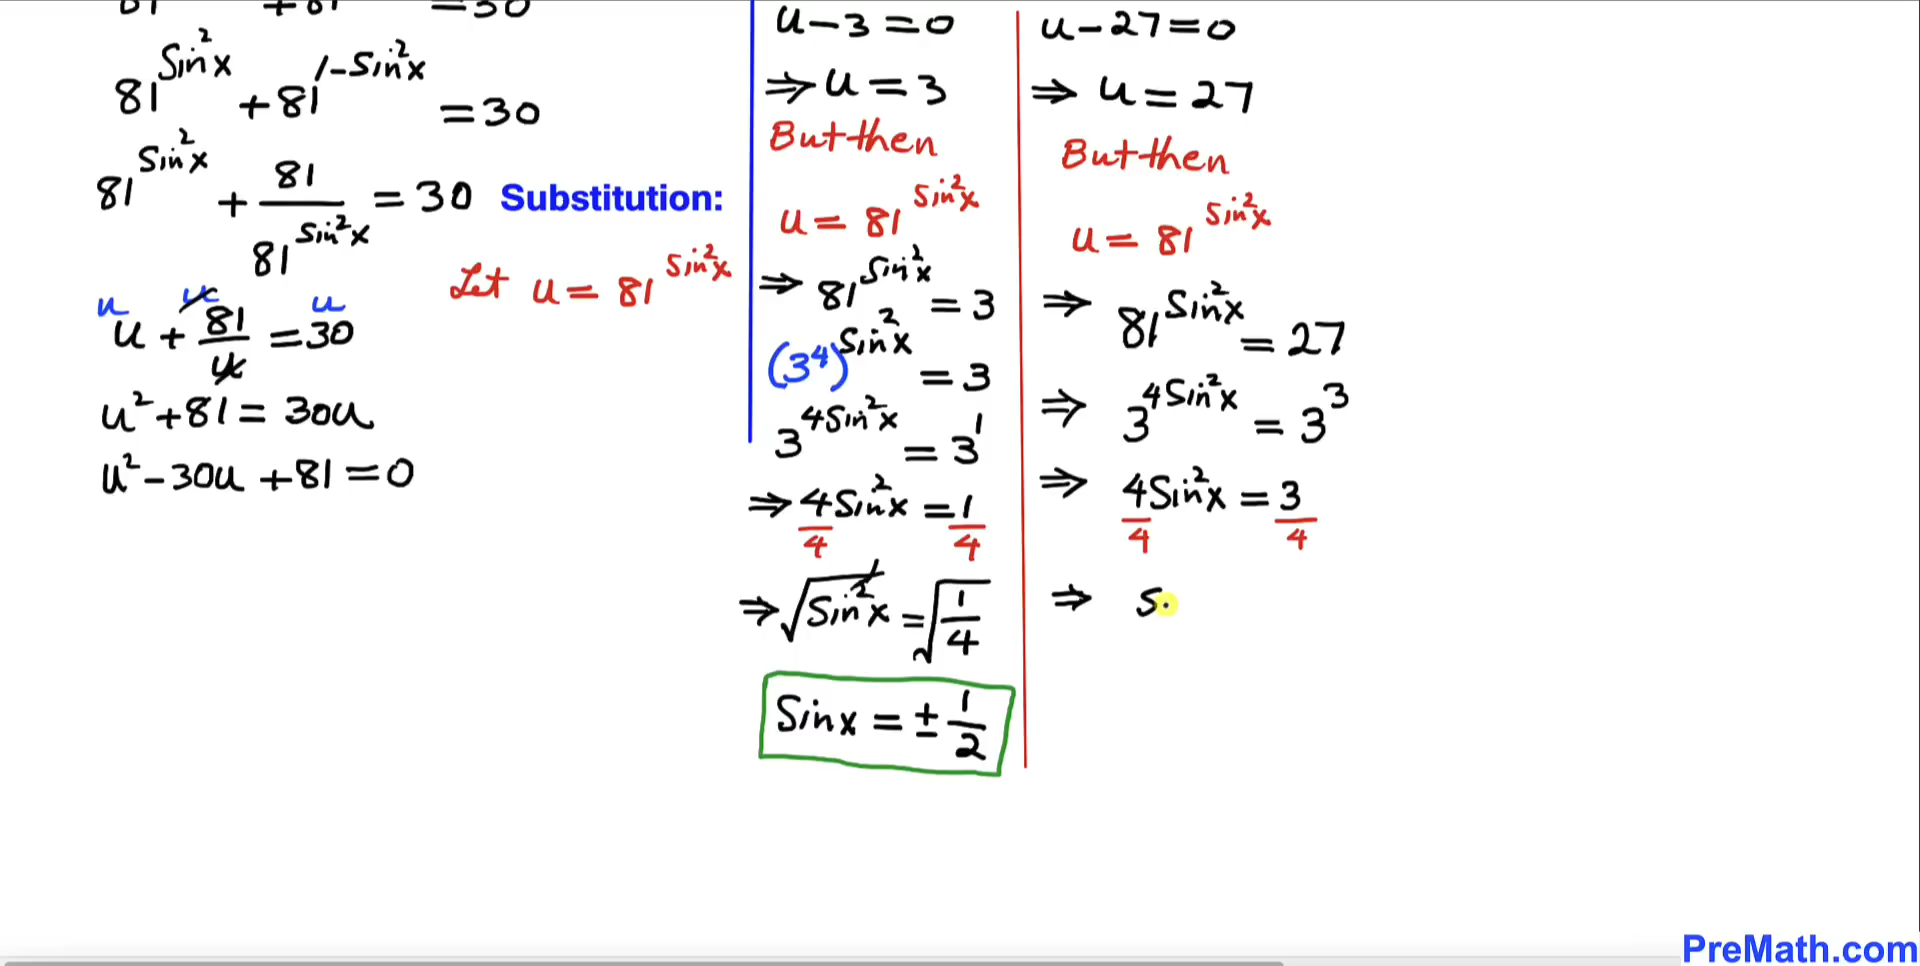 81 + 81 = 30
81^sin²x + 81^1-sin²x = 30
81^sin²x + 81/81^sin²x = 30
Substitution:
Let u = 81^sin²x
u u u
u + 81/u = 30
u² + 81 = 30u
u² - 30u + 81 = 0
u - 3 = 0
⇒ u = 3
But then
u = 81^sin²x
⇒ 81^sin²x = 3
(3⁴)^sin²x = 3
3^4sin²x = 3¹
⇒ 4sin²x/4 = 1/4
⇒ √sin²x = √1/4
Sinx = ± 1/2
u - 27 = 0
⇒ u = 27
But then
u = 81^sin²x
⇒ 81^sin²x = 27
⇒ 3^4sin²x = 3³
⇒ 4sin²x/4 = 3/4
⇒ s
PreMath.com